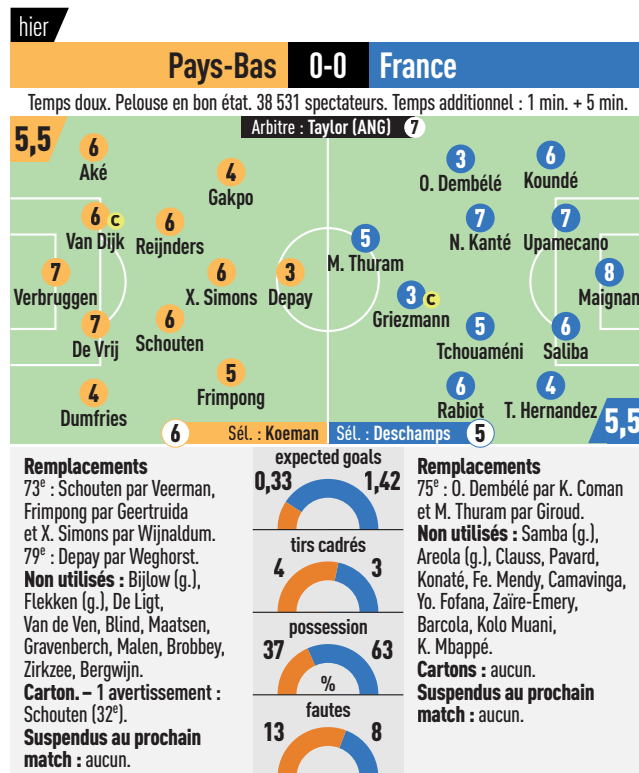 hier
Pays-Bas 0-0 France
Temps doux. Pelouse en bon état. 38 531 spectateurs. Temps additionnel : 1 min. + 5 min.
Arbitre : Taylor (ANG) 7
5,5
6
Aké
4
Gakpo
6 C
Van Dijk
6
Reijnders
7
Verbruggen
6
X. Simons
3
Depay
7
De Vrij
6
Schouten
5
Frimpong
4
Dumfries
6 Sél. : Koeman
3
O. Dembélé
6
Koundé
5
M. Thuram
7
N. Kanté
7
Upamecano
8
Maignan
3 C
Griezmann
5
Tchouaméni
6
Saliba
6
Rabiot
4
T. Hernandez
5,5
Sél. : Deschamps 5
Remplacements
73e : Schouten par Veerman,
Frimpong par Geertruida
et X. Simons par Wijnaldum.
79e : Depay par Weghorst.
Non utilisés : Bijlow (g.),
Flekken (g.), De Ligt,
Van de Ven, Blind, Maatsen,
Gravenberch, Malen, Brobbey,
Zirkzee, Bergwijn.
Carton. – 1 avertissement :
Schouten (32e).
Suspendus au prochain
match : aucun.
expected goals
0,33 1,42
tirs cadrés
4 3
possession
37 63
%
fautes
13 8
Remplacements
75e : O. Dembélé par K. Coman
et M. Thuram par Giroud.
Non utilisés : Samba (g.),
Areola (g.), Clauss, Pavard,
Konaté, Fe. Mendy, Camavinga,
Yo. Fofana, Zaïre-Emery,
Barcola, Kolo Muani,
K. Mbappé.
Cartons : aucun.
Suspendus au prochain
match : aucun.